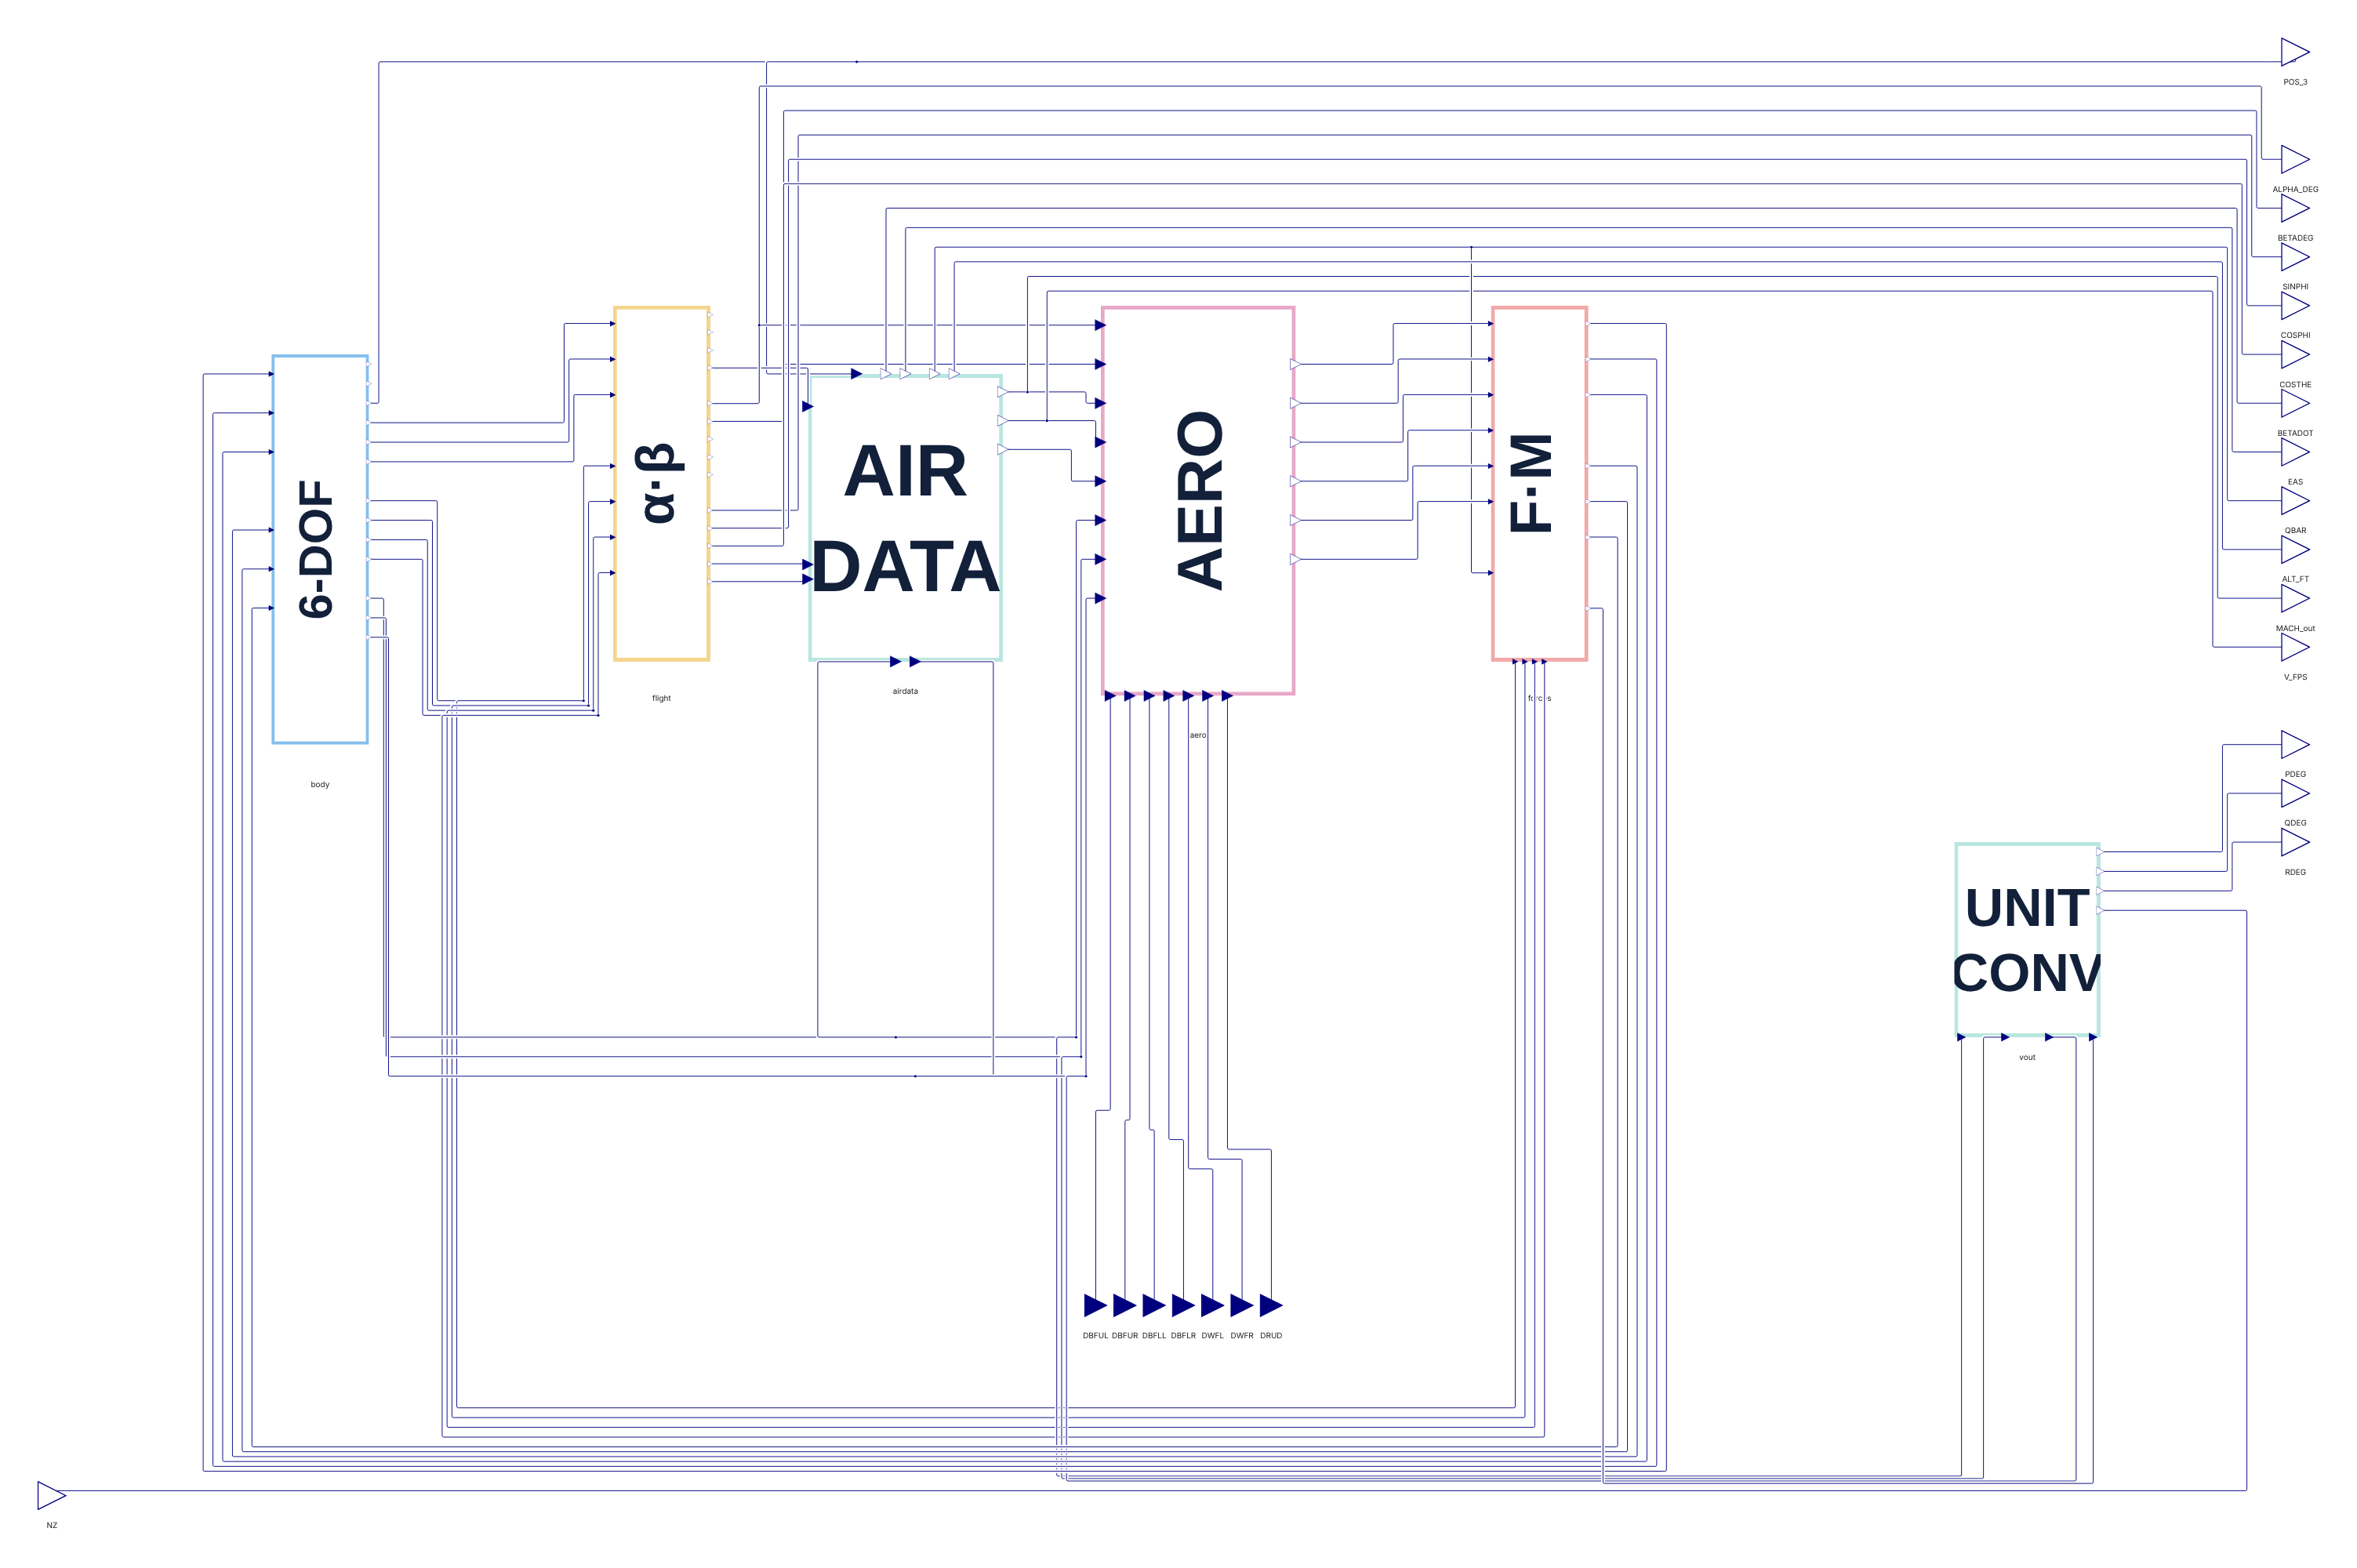 POS_3
ALPHA_DEG
BETADEG
SINPHI
COSPHI
COSTHE
BETADOT
EAS
QBAR
ALT_FT
MACH_out
V_FPS
6-DOF
body
α·β
flight
AIR
DATA
airdata
AERO
aero
F·M
forces
PDEG
QDEG
RDEG
UNIT
CONV
vout
DBFUL
DBFUR
DBFLL
DBFLR
DWFL
DWFR
DRUD
NZ